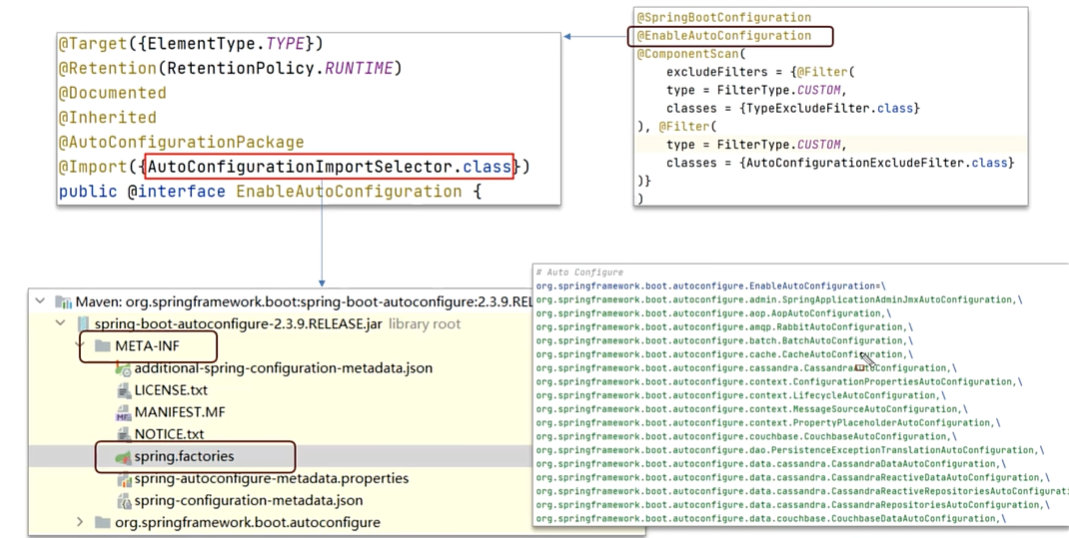 @Target({ElementType.TYPE})
@Retention(RetentionPolicy.RUNTIME)
@Documented
@Inherited
@AutoConfigurationPackage
@Import({AutoConfigurationImportSelector.class})
public @interface EnableAutoConfiguration {
@SpringBootConfiguration
@EnableAutoConfiguration
@ComponentScan(
excludeFilters = {@Filter(
type = FilterType.CUSTOM,
classes = {TypeExcludeFilter.class}
), @Filter(
type = FilterType.CUSTOM,
classes = {AutoConfigurationExcludeFilter.class}
)}
)
Maven: org.springframework.boot:spring-boot-autoconfigure:2.3.9.REL
spring-boot-autoconfigure-2.3.9.RELEASE.jar library root
META-INF
additional-spring-configuration-metadata.json
LICENSE.txt
MANIFEST.MF
NOTICE.txt
spring.factories
spring-autoconfigure-metadata.properties
spring-configuration-metadata.json
org.springframework.boot.autoconfigure
# Auto Configure
org.springframework.boot.autoconfigure.EnableAutoConfiguration=\
org.springframework.boot.autoconfigure.admin.SpringApplicationAdminJmxAutoConfiguration,\
org.springframework.boot.autoconfigure.aop.AopAutoConfiguration,\
org.springframework.boot.autoconfigure.amqp.RabbitAutoConfiguration,\
org.springframework.boot.autoconfigure.batch.BatchAutoConfiguration,\
org.springframework.boot.autoconfigure.cache.CacheAutoConfiguration,\
org.springframework.boot.autoconfigure.cassandra.CassandraAutoConfiguration,\
org.springframework.boot.autoconfigure.context.ConfigurationPropertiesAutoConfiguration,\
org.springframework.boot.autoconfigure.context.LifecycleAutoConfiguration,\
org.springframework.boot.autoconfigure.context.MessageSourceAutoConfiguration,\
org.springframework.boot.autoconfigure.context.PropertyPlaceholderAutoConfiguration,\
org.springframework.boot.autoconfigure.couchbase.CouchbaseAutoConfiguration,\
org.springframework.boot.autoconfigure.dao.PersistenceExceptionTranslationAutoConfiguration,\
org.springframework.boot.autoconfigure.data.cassandra.CassandraDataAutoConfiguration,\
org.springframework.boot.autoconfigure.data.cassandra.CassandraReactiveDataAutoConfiguration,\
org.springframework.boot.autoconfigure.data.cassandra.CassandraReactiveRepositoriesAutoConfigurati
org.springframework.boot.autoconfigure.data.cassandra.CassandraRepositoriesAutoConfiguration,\
org.springframework.boot.autoconfigure.data.couchbase.CouchbaseDataAutoConfiguration,\